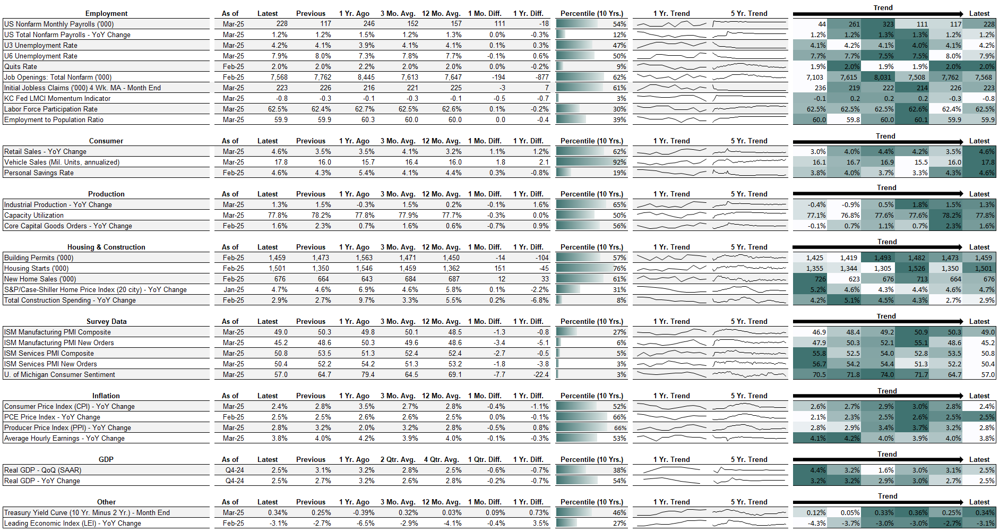 Trend
Employment As of Latest Previous 1 Yr. Ago 3 Mo. Avg. 12 Mo. Avg. 1 Mo. Diff. 1 Yr. Diff. Percentile (10 Yrs.) 1 Yr. Trend 5 Yr. Trend Latest
US Nonfarm Monthly Payrolls ('000) Mar-25 228 117 246 152 157 111 -18 54% 44 261 323 111 117 228
US Total Nonfarm Payrolls - YoY Change Mar-25 1.2% 1.2% 1.5% 1.2% 1.3% 0.0% -0.3% 12% 1.2% 1.2% 1.3% 1.3% 1.2% 1.2%
U3 Unemployment Rate Mar-25 4.2% 4.1% 3.9% 4.1% 4.1% 0.1% 0.3% 47% 4.1% 4.2% 4.1% 4.0% 4.1% 4.2%
U6 Unemployment Rate Mar-25 7.9% 8.0% 7.3% 7.8% 7.7% -0.1% 0.6% 50% 7.7% 7.7% 7.5% 7.5% 8.0% 7.9%
Quits Rate Feb-25 2.0% 2.0% 2.2% 2.0% 2.0% 0.0% -0.2% 9% 1.9% 2.0% 1.9% 1.9% 2.0% 2.0%
Job Openings: Total Nonfarm ('000) Feb-25 7,568 7,762 8,445 7,613 7,647 -194 -877 62% 7,103 7,615 8,031 7,508 7,762 7,568
Initial Jobless Claims ('000) 4 Wk. MA - Month End Mar-25 223 226 216 221 225 -3 7 61% 236 219 222 214 226 223
KC Fed LMCI Momentum Indicator Mar-25 -0.8 -0.3 -0.1 -0.3 -0.1 -0.5 -0.7 3% -0.1 0.2 0.2 0.2 -0.3 -0.8
Labor Force Participation Rate Mar-25 62.5% 62.4% 62.7% 62.5% 62.6% 0.1% -0.2% 30% 62.5% 62.5% 62.5% 62.6% 62.4% 62.5%
Employment to Population Ratio Mar-25 59.9 59.9 60.3 60.0 60.0 0.0 -0.4 39% 60.0 59.8 60.0 60.1 59.9 59.9
Trend
Consumer As of Latest Previous 1 Yr. Ago 3 Mo. Avg. 12 Mo. Avg. 1 Mo. Diff. 1 Yr. Diff. Percentile (10 Yrs.) 1 Yr. Trend 5 Yr. Trend Latest
Retail Sales - YoY Change Mar-25 4.6% 3.5% 3.5% 4.1% 3.2% 1.1% 1.2% 62% 3.0% 4.0% 4.4% 4.2% 3.5% 4.6%
Vehicle Sales (Mil. Units, annualized) Mar-25 17.8 16.0 15.7 16.4 16.0 1.8 2.1 92% 16.1 16.7 16.9 15.5 16.0 17.8
Personal Savings Rate Feb-25 4.6% 4.3% 5.4% 4.1% 4.4% 0.3% -0.8% 19% 3.8% 4.0% 3.7% 3.3% 4.3% 4.6%
Trend
Production As of Latest Previous 1 Yr. Ago 3 Mo. Avg. 12 Mo. Avg. 1 Mo. Diff. 1 Yr. Diff. Percentile (10 Yrs.) 1 Yr. Trend 5 Yr. Trend Latest
Industrial Production - YoY Change Mar-25 1.3% 1.5% -0.3% 1.5% 0.2% -0.1% 1.6% 65% -0.4% -0.9% 0.5% 1.8% 1.5% 1.3%
Capacity Utilization Mar-25 77.8% 78.2% 77.8% 77.9% 77.7% -0.3% 0.0% 50% 77.1% 76.8% 77.6% 77.6% 78.2% 77.8%
Core Capital Goods Orders - YoY Change Feb-25 1.6% 2.3% 0.7% 1.6% 0.6% -0.7% 0.9% 56% -0.1% 0.7% 1.1% 0.7% 2.3% 1.6%
Trend
Housing & Construction As of Latest Previous 1 Yr. Ago 3 Mo. Avg. 12 Mo. Avg. 1 Mo. Diff. 1 Yr. Diff. Percentile (10 Yrs.) 1 Yr. Trend 5 Yr. Trend Latest
Building Permits ('000) Feb-25 1,459 1,473 1,563 1,471 1,450 -14 -104 57% 1,425 1,419 1,493 1,482 1,473 1,459
Housing Starts ('000) Feb-25 1,501 1,350 1,546 1,459 1,362 151 -45 76% 1,355 1,344 1,305 1,526 1,350 1,501
New Home Sales ('000) Feb-25 676 664 643 684 687 12 33 61% 726 623 676 713 664 676
S&P/Case-Shiller Home Price Index (20 city) - YoY Change Jan-25 4.7% 4.6% 6.9% 4.6% 5.8% 0.1% -2.2% 31% 5.2% 4.6% 4.3% 4.4% 4.6% 4.7%
Total Construction Spending - YoY Change Feb-25 2.9% 2.7% 9.7% 3.3% 5.5% 0.2% -6.8% 8% 4.2% 5.1% 4.5% 4.3% 2.7% 2.9%
Trend
Survey Data As of Latest Previous 1 Yr. Ago 3 Mo. Avg. 12 Mo. Avg. 1 Mo. Diff. 1 Yr. Diff. Percentile (10 Yrs.) 1 Yr. Trend 5 Yr. Trend Latest
ISM Manufacturing PMI Composite Mar-25 49.0 50.3 49.8 50.1 48.5 -1.3 -0.8 27% 46.9 48.4 49.2 50.9 50.3 49.0
ISM Manufacturing PMI New Orders Mar-25 45.2 48.6 50.3 49.6 48.6 -3.4 -5.1 6% 47.9 50.3 52.1 55.1 48.6 45.2
ISM Services PMI Composite Mar-25 50.8 53.5 51.3 52.4 52.4 -2.7 -0.5 5% 55.8 52.5 54.0 52.8 53.5 50.8
ISM Services PMI New Orders Mar-25 50.4 52.2 54.2 51.3 53.2 -1.8 -3.8 3% 56.7 54.2 54.4 51.3 52.2 50.4
U. of Michigan Consumer Sentiment Mar-25 57.0 64.7 79.4 64.5 69.1 -7.7 -22.4 3% 70.5 71.8 74.0 71.7 64.7 57.0
Trend
Inflation As of Latest Previous 1 Yr. Ago 3 Mo. Avg. 12 Mo. Avg. 1 Mo. Diff. 1 Yr. Diff. Percentile (10 Yrs.) 1 Yr. Trend 5 Yr. Trend Latest
Consumer Price Index (CPI) - YoY Change Mar-25 2.4% 2.8% 3.5% 2.7% 2.8% -0.4% -1.1% 52% 2.6% 2.7% 2.9% 3.0% 2.8% 2.4%
PCE Price Index - YoY Change Feb-25 2.5% 2.5% 2.6% 2.6% 2.5% 0.0% -0.1% 66% 2.1% 2.3% 2.5% 2.6% 2.5% 2.5%
Producer Price Index (PPI) - YoY Change Mar-25 2.8% 3.2% 2.0% 3.2% 2.8% -0.5% 0.8% 66% 2.8% 2.9% 3.4% 3.7% 3.2% 2.8%
Average Hourly Earnings - YoY Change Mar-25 3.8% 4.0% 4.2% 3.9% 4.0% -0.1% -0.3% 53% 4.1% 4.2% 4.0% 3.9% 4.0% 3.8%
Trend
GDP As of Latest Previous 1 Yr. Ago 2 Qtr. Avg. 4 Qtr. Avg. 1 Qtr. Diff. 1 Yr. Diff. Percentile (10 Yrs.) 1 Yr. Trend 5 Yr. Trend Latest
Real GDP - QoQ (SAAR) Q4-24 2.5% 3.1% 3.2% 2.8% 2.5% -0.6% -0.7% 38% 4.4% 3.2% 1.6% 3.0% 3.1% 2.5%
Real GDP - YoY Change Q4-24 2.5% 2.7% 3.2% 2.6% 2.8% -0.2% -0.7% 54% 3.2% 3.2% 2.9% 3.0% 2.7% 2.5%
Trend
Other As of Latest Previous 1 Yr. Ago 3 Mo. Avg. 12 Mo. Avg. 1 Mo. Diff. 1 Yr. Diff. Percentile (10 Yrs.) 1 Yr. Trend 5 Yr. Trend Latest
Treasury Yield Curve (10 Yr. Minus 2 Yr.) - Month End Mar-25 0.34% 0.25% -0.39% 0.32% 0.03% 0.09% 0.73% 46% 0.12% 0.05% 0.33% 0.36% 0.25% 0.34%
Leading Economic Index (LEI) - YoY Change Feb-25 -3.1% -2.7% -6.5% -2.9% -4.1% -0.4% 3.5% 27% -4.3% -3.7% -3.0% -3.0% -2.7% -3.1%